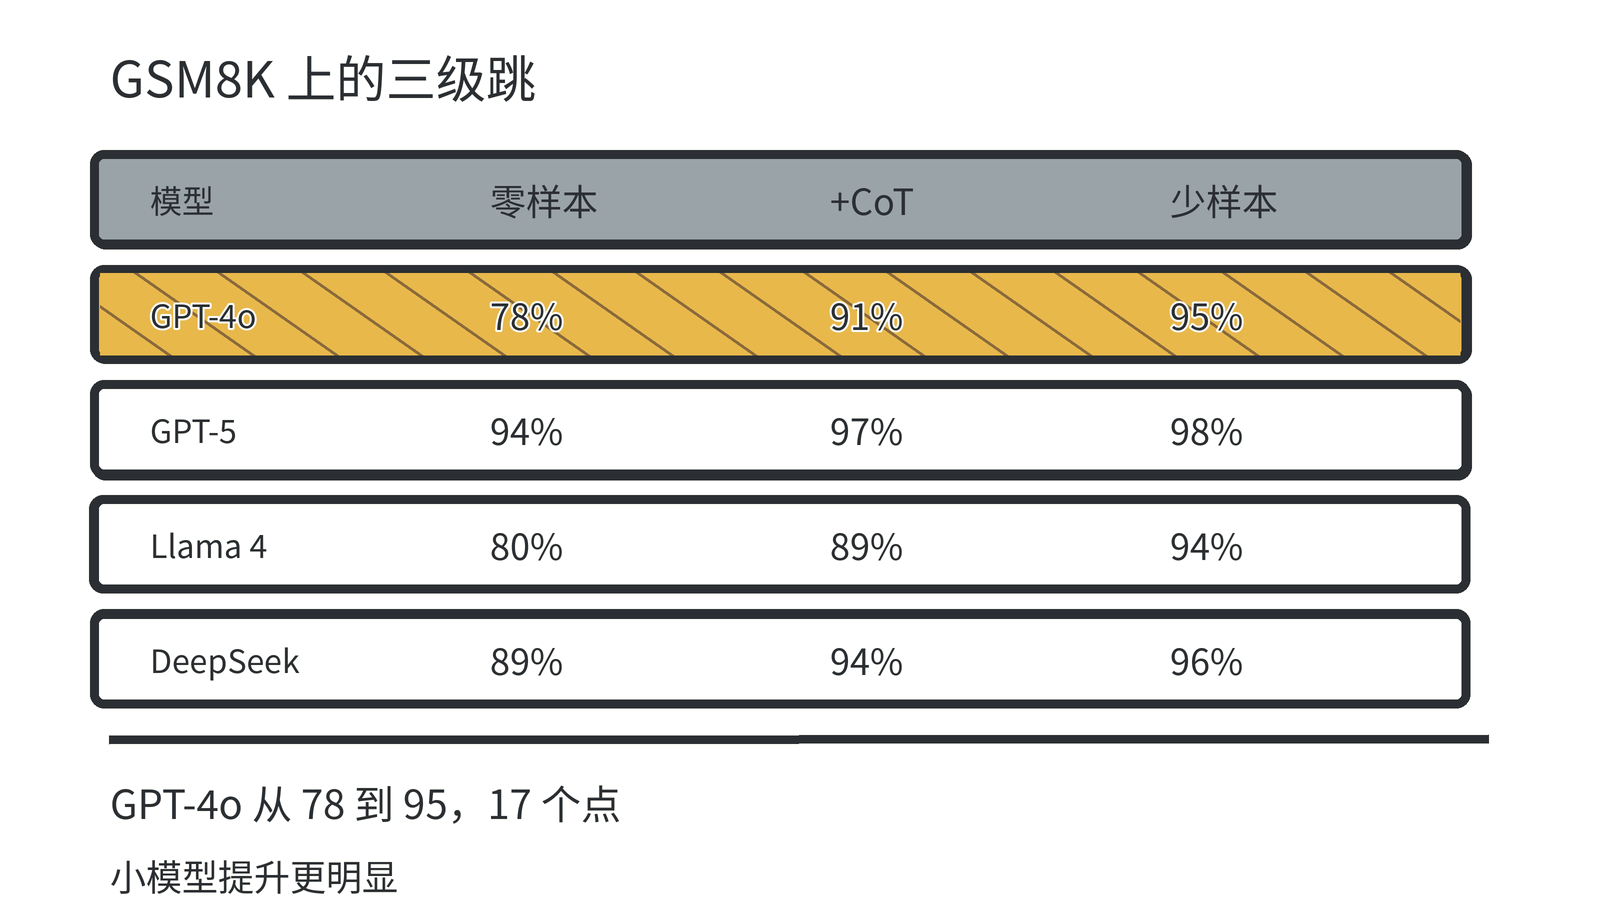 GSM8K 上的三级跳
模型 零样本 +CoT 少样本
GPT-4o 78% 91% 95%
GPT-5 94% 97% 98%
Llama 4 80% 89% 94%
DeepSeek 89% 94% 96%
GPT-4o 从 78 到 95，17 个点
小模型提升更明显